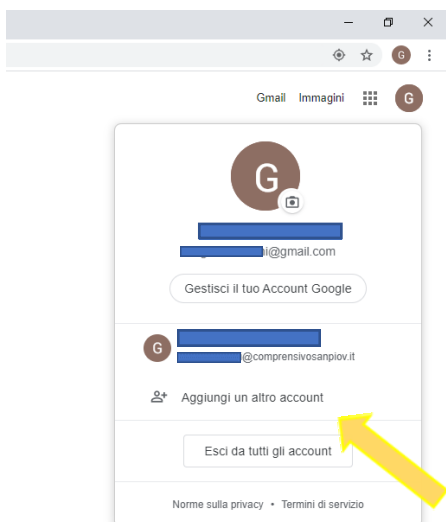 G
Gmail Immagini G
G
i@gmail.com
Gestisci il tuo Account Google
G
@comprensivosanpiov.it
Aggiungi un altro account
Esci da tutti gli account
Norme sulla privacy • Termini di servizio